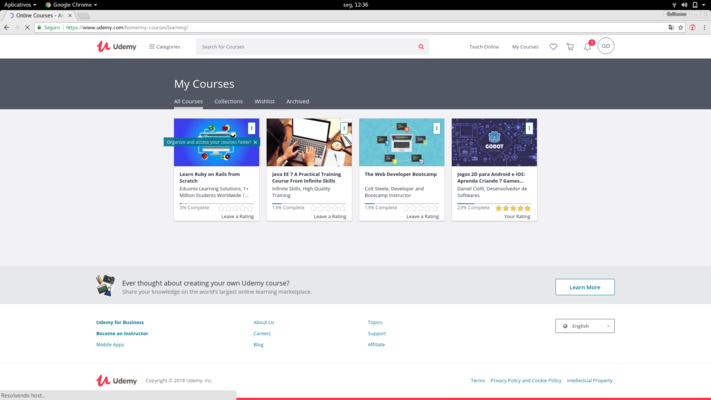 Aplicativos
Google Chrome
seg, 12:36
Online Courses - A
Seguro
https://www.udemy.com/home/my-courses/learning/
Udemy
Categories
Search for Courses
Teach Online
My Courses
GD
My Courses
All Courses
Collections
Wishlist
Archived
Organize and access your courses faster!
GODOT
Learn Ruby on Rails from Scratch
Eduonix Learning Solutions, 1+
Million Students Worldwide |...
3% Complete
Leave a Rating
Java EE 7 A Practical Training
Course From Infinite Skills
Infinite Skills, High Quality
Training
13% Complete
Leave a Rating
The Web Developer Bootcamp
Colt Steele, Developer and
Bootcamp Instructor
13% Complete
Leave a Rating
Jogos 2D para Android e iOS:
Aprenda Criando 7 Games...
Daniel Ciolfi, Desenvolvedor de
Softwares
23% Complete
Your Rating
Ever thought about creating your own Udemy course?
Share your knowledge on the world's largest online learning marketplace.
Learn More
Udemy for Business
Become an Instructor
Mobile Apps
About Us
Careers
Blog
Topics
Support
Affiliate
English
Udemy
Copyright © 2018 Udemy, Inc.
Terms
Privacy Policy and Cookie Policy
Intellectual Property
Resolvendo host...